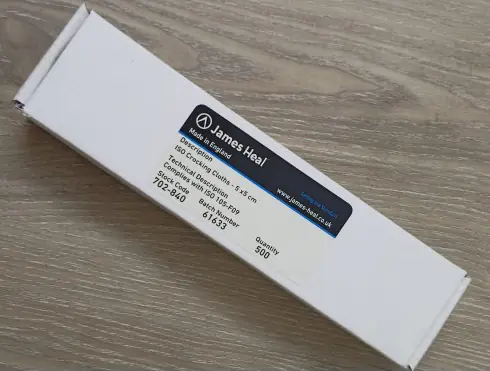 James Heal
Made in England
www.james-heal.co.uk
Description
ISO Crocking Cloths - 5 x5 cm
Technical Description
Complies with ISO 105-F09
Stock Code Batch Number Quantity
702-840 61633 500